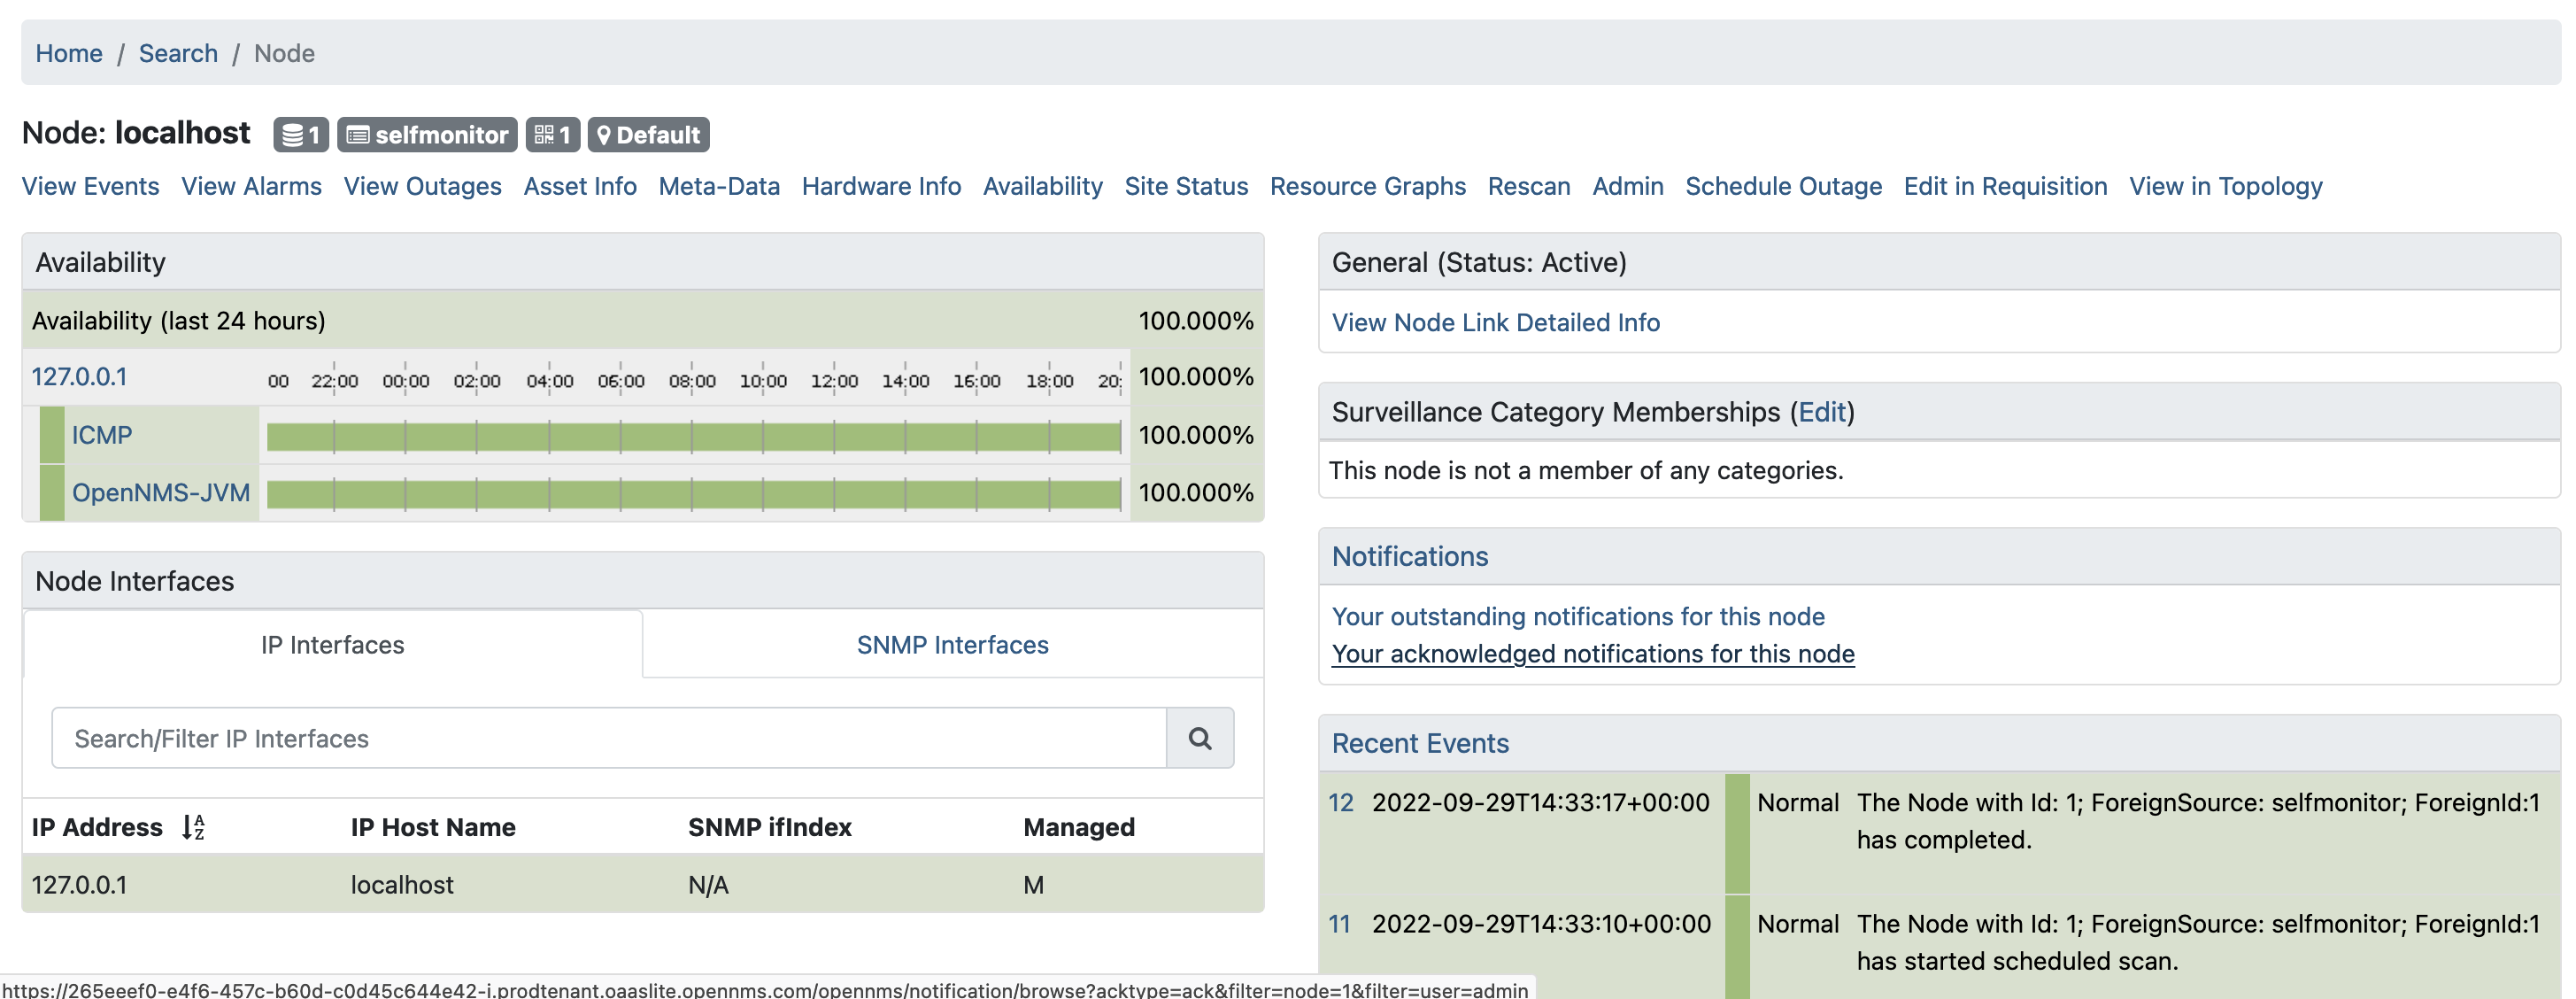 Home / Search / Node
Node: localhost 1 selfmonitor 1 Default
View Events View Alarms View Outages Asset Info Meta-Data Hardware Info Availability Site Status Resource Graphs Rescan Admin Schedule Outage Edit in Requisition View in Topology
Availability
Availability (last 24 hours) 100.000%
127.0.0.1 00 22:00 00:00 02:00 04:00 06:00 08:00 10:00 12:00 14:00 16:00 18:00 20: 100.000%
ICMP 100.000%
OpenNMS-JVM 100.000%
Node Interfaces
IP Interfaces SNMP Interfaces
Search/Filter IP Interfaces
IP Address AZ IP Host Name SNMP ifIndex Managed
127.0.0.1 localhost N/A M
General (Status: Active)
View Node Link Detailed Info
Surveillance Category Memberships (Edit)
This node is not a member of any categories.
Notifications
Your outstanding notifications for this node
Your acknowledged notifications for this node
Recent Events
12 2022-09-29T14:33:17+00:00 Normal The Node with Id: 1; ForeignSource: selfmonitor; ForeignId:1
has completed.
11 2022-09-29T14:33:10+00:00 Normal The Node with Id: 1; ForeignSource: selfmonitor; ForeignId:1
has started scheduled scan.
https://265eeef0-e4f6-457c-b60d-c0d45c644e42-i.prodtenant.oaaslite.opennms.com/opennms/notification/browse?acktype=ack&filter=node=1&filter=user=admin